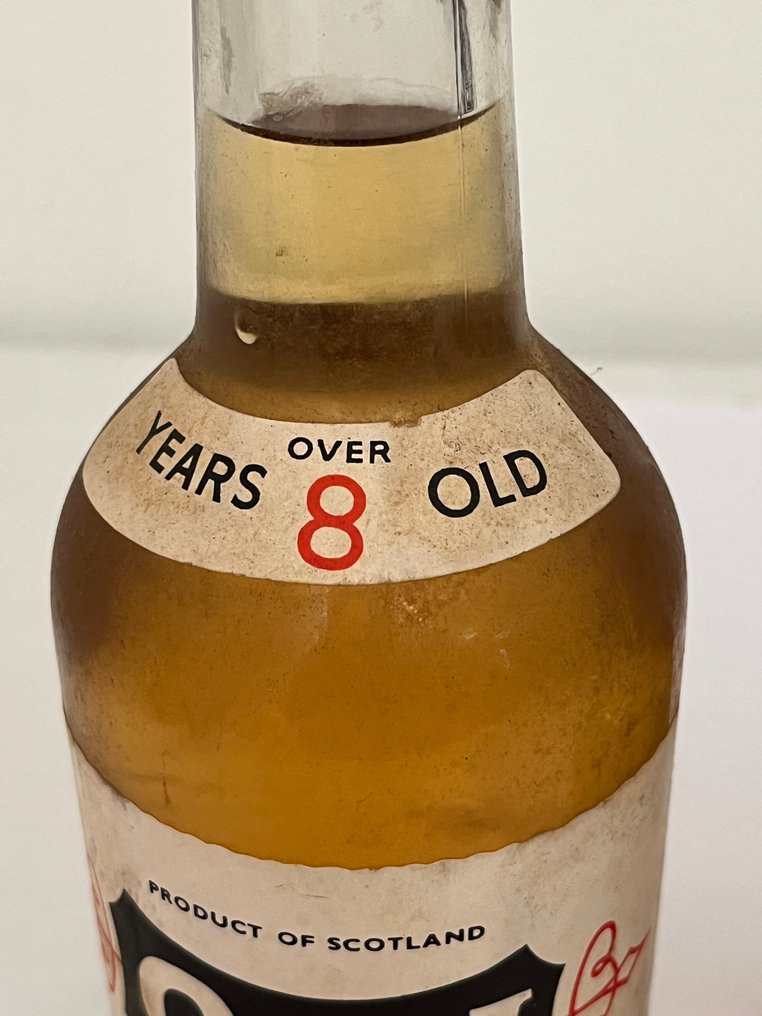 OVER
YEARS 8 OLD
PRODUCT OF SCOTLAND